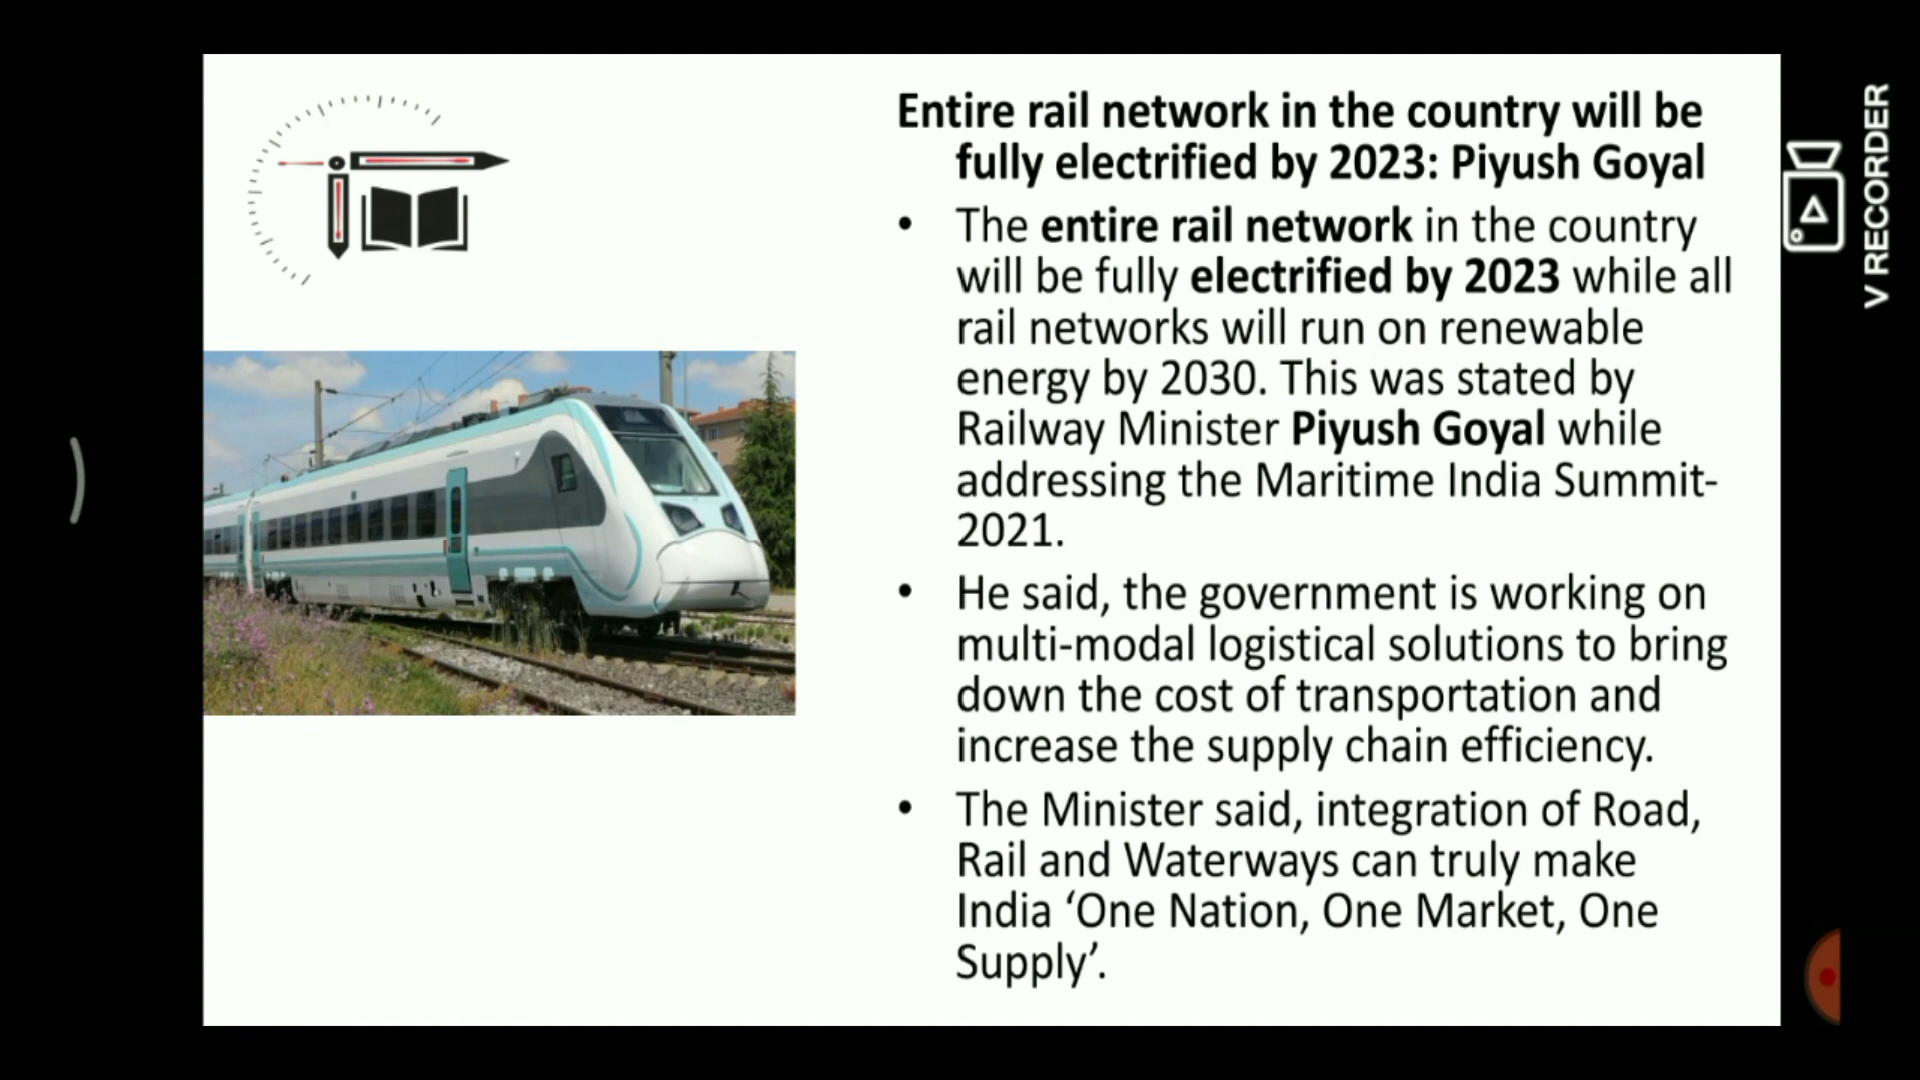 Entire rail network in the country will be
fully electrified by 2023: Piyush Goyal
• The entire rail network in the country
will be fully electrified by 2023 while all
rail networks will run on renewable
energy by 2030. This was stated by
Railway Minister Piyush Goyal while
addressing the Maritime India Summit-
2021.
• He said, the government is working on
multi-modal logistical solutions to bring
down the cost of transportation and
increase the supply chain efficiency.
• The Minister said, integration of Road,
Rail and Waterways can truly make
India ‘One Nation, One Market, One
Supply’.
V RECORDER